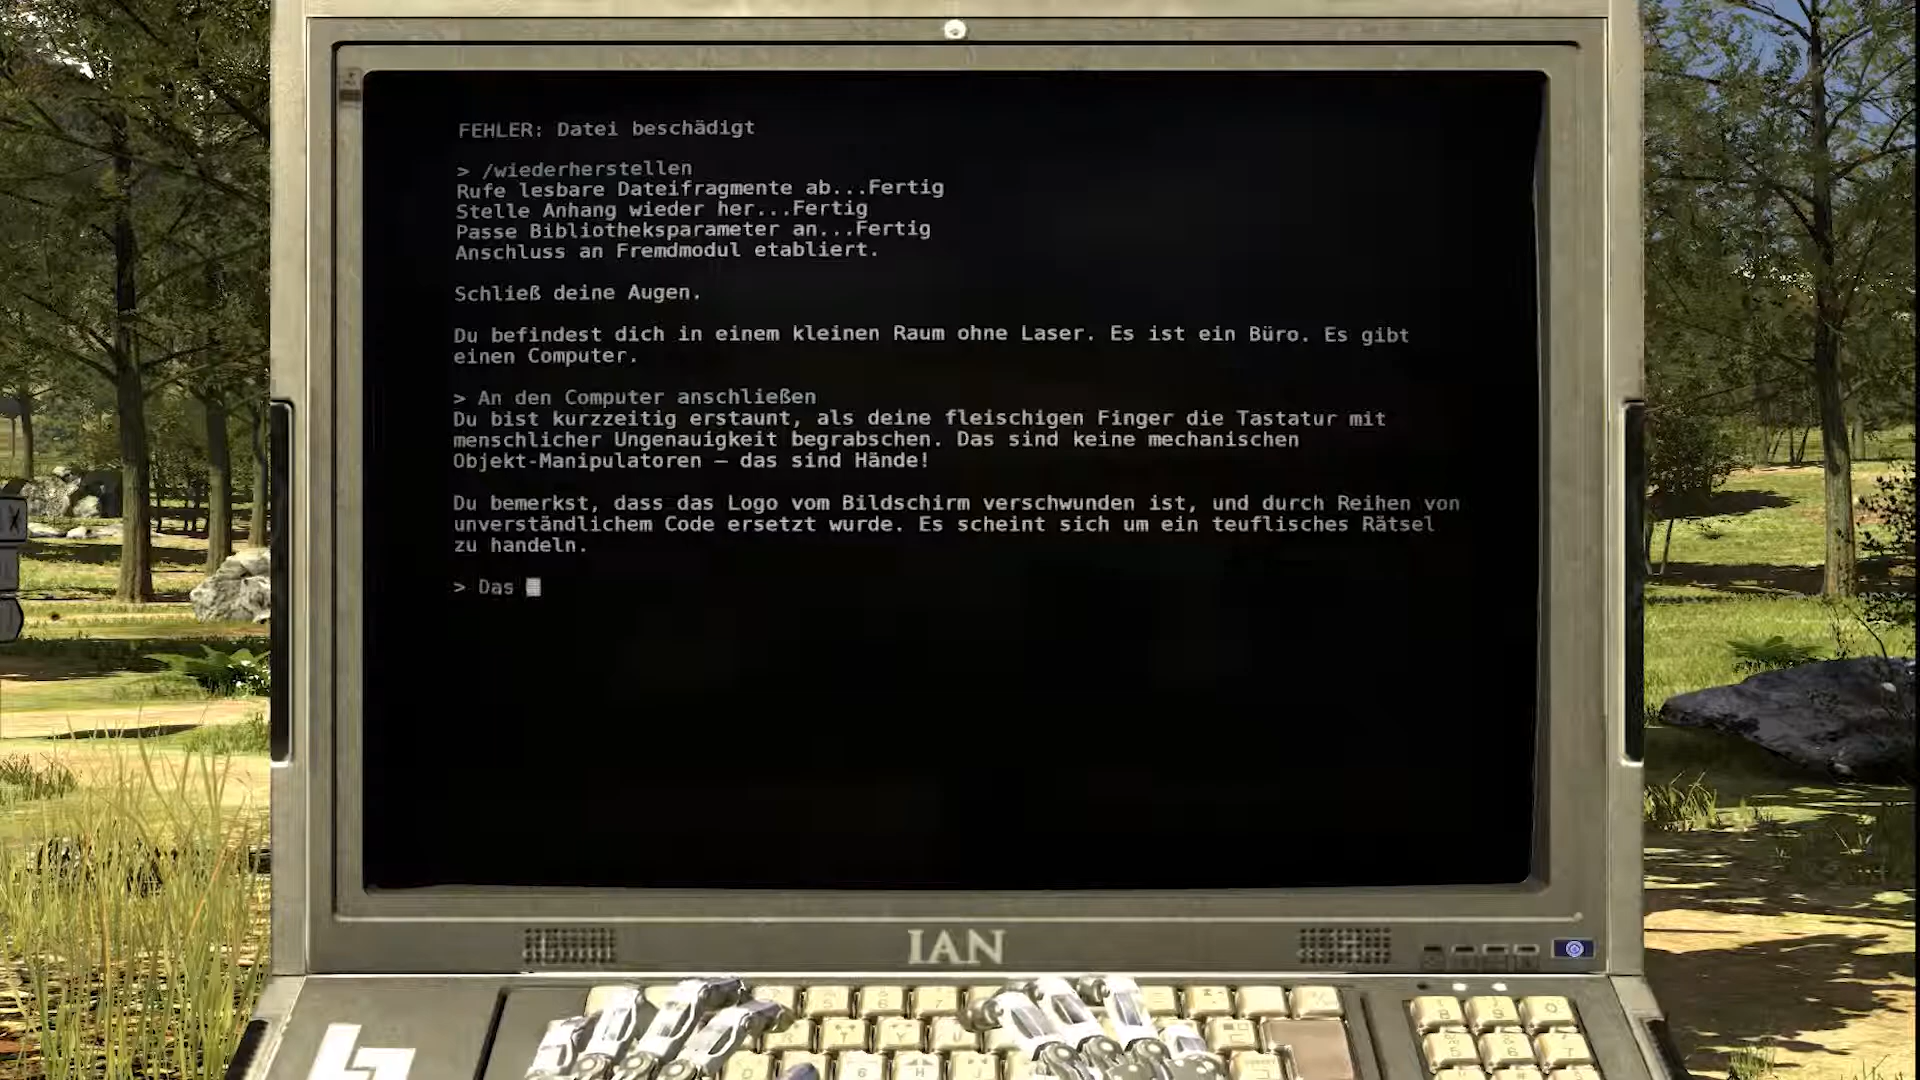 FEHLER: Datei beschädigt
> /wiederherstellen
Rufe lesbare Dateifragmente ab...Fertig
Stelle Anhang wieder her...Fertig
Passe Bibliotheksparameter an...Fertig
Anschluss an Fremdmodul etabliert.
Schließ deine Augen.
Du befindest dich in einem kleinen Raum ohne Laser. Es ist ein Büro. Es gibt
einen Computer.
> An den Computer anschließen
Du bist kurzzeitig erstaunt, als deine fleischigen Finger die Tastatur mit
menschlicher Ungenauigkeit begrabschen. Das sind keine mechanischen
Objekt-Manipulatoren – das sind Hände!
Du bemerkst, dass das Logo vom Bildschirm verschwunden ist, und durch Reihen von
unverständlichem Code ersetzt wurde. Es scheint sich um ein teuflisches Rätsel
zu handeln.
> Das
IAN